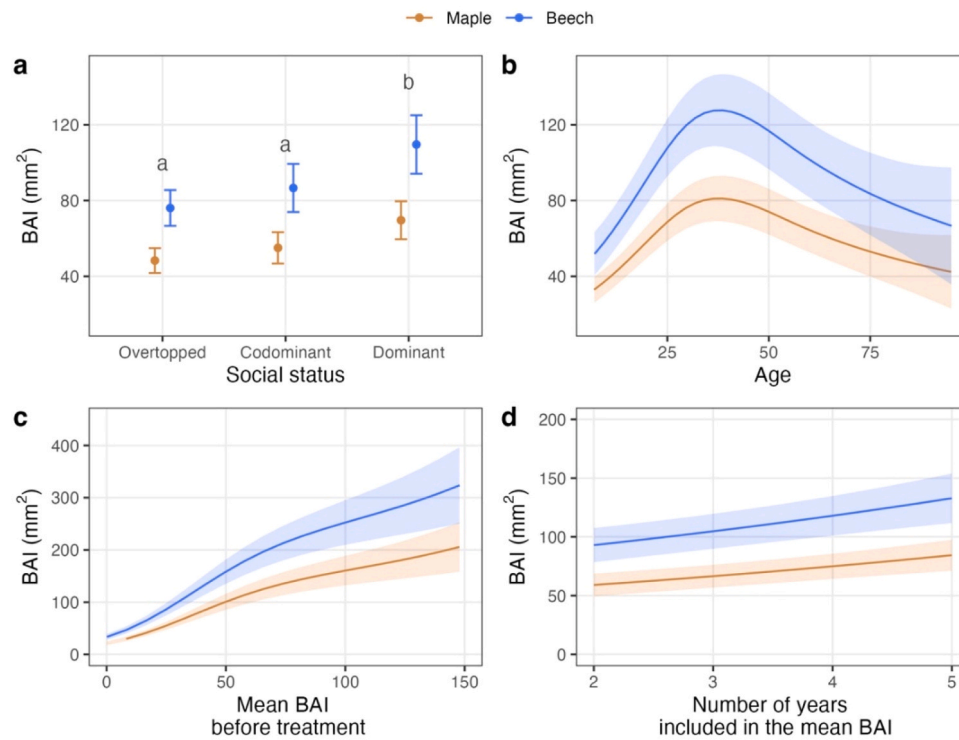 Maple Beech
a
b
BAI (mm²)
120
80
40
a
a
b
Overtopped Codominant Dominant
Social status
BAI (mm²)
120
80
40
25 50 75
Age
c
d
BAI (mm²)
400
300
200
100
0
0 50 100 150
Mean BAI
before treatment
BAI (mm²)
200
150
100
50
0
2 3 4 5
Number of years
included in the mean BAI